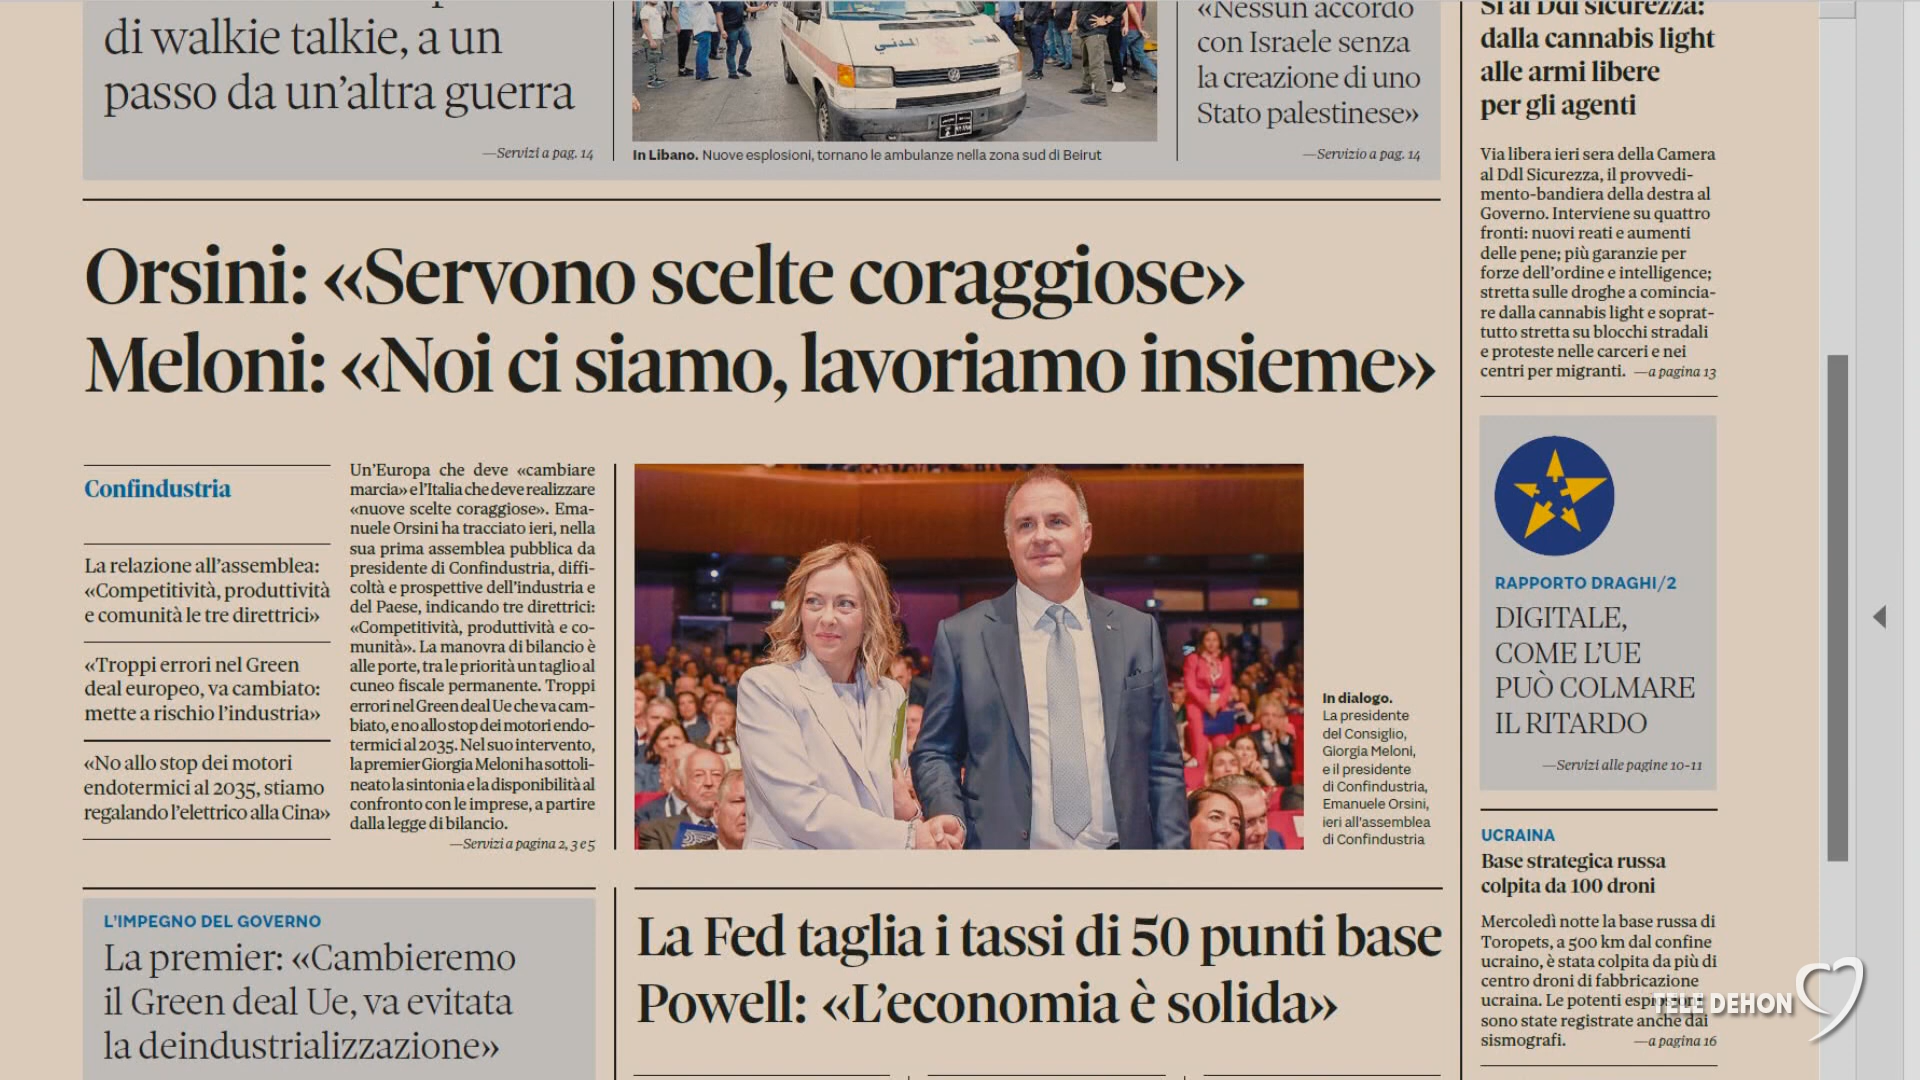 di walkie talkie, a un
passo da un'altra guerra
—Servizi a pag. 14
In Libano. Nuove esplosioni, tornano le ambulanze nella zona sud di Beirut
«Nessun accordo
con Israele senza
la creazione di uno
Stato palestinese»
—Servizio a pag. 14
Orsini: «Servono scelte coraggiose»
Meloni: «Noi ci siamo, lavoriamo insieme»
Confindustria
La relazione all'assemblea:
«Competitività, produttività
e comunità le tre direttrici»
«Troppi errori nel Green
deal europeo, va cambiato:
mette a rischio l'industria»
«No allo stop dei motori
endotermici al 2035, stiamo
regalando l'elettrico alla Cina»
Un'Europa che deve «cambiare
marcia» e l'Italia che deve realizzare
«nuove scelte coraggiose». Ema-
nuele Orsini ha tracciato ieri, nella
sua prima assemblea pubblica da
presidente di Confindustria, diffi-
coltà e prospettive dell'industria e
del Paese, indicando tre direttrici:
«Competitività, produttività e co-
munità». La manovra di bilancio è
alle porte, tra le priorità un taglio al
cuneo fiscale permanente. Troppi
errori nel Green deal Ue che va cam-
biato, e no allo stop dei motori endo-
termici al 2035. Nel suo intervento,
la premier Giorgia Meloni ha sottoli-
neato la sintonia e la disponibilità al
confronto con le imprese, a partire
dalla legge di bilancio.
—Servizi a pagina 2, 3 e 5
In dialogo.
La presidente
del Consiglio,
Giorgia Meloni,
e il presidente
di Confindustria,
Emanuele Orsini,
ieri all'assemblea
di Confindustria
L'IMPEGNO DEL GOVERNO
La premier: «Cambieremo
il Green deal Ue, va evitata
la deindustrializzazione»
La Fed taglia i tassi di 50 punti base
Powell: «L'economia è solida»
Sì al Ddl sicurezza:
dalla cannabis light
alle armi libere
per gli agenti
Via libera ieri sera della Camera
al Ddl Sicurezza, il provvedi-
mento-bandiera della destra al
Governo. Interviene su quattro
fronti: nuovi reati e aumenti
delle pene; più garanzie per
forze dell'ordine e intelligence;
stretta sulle droghe a comincia-
re dalla cannabis light e soprat-
tutto stretta su blocchi stradali
e proteste nelle carceri e nei
centri per migranti. —a pagina 13
RAPPORTO DRAGHI/2
DIGITALE,
COME L'UE
PUÒ COLMARE
IL RITARDO
—Servizi alle pagine 10-11
UCRAINA
Base strategica russa
colpita da 100 droni
Mercoledì notte la base russa di
Toropets, a 500 km dal confine
ucraino, è stata colpita da più di
centro droni di fabbricazione
ucraina. Le potenti esplosioni
sono state registrate anche dai
sismografi. —a pagina 16
TELE DEHON